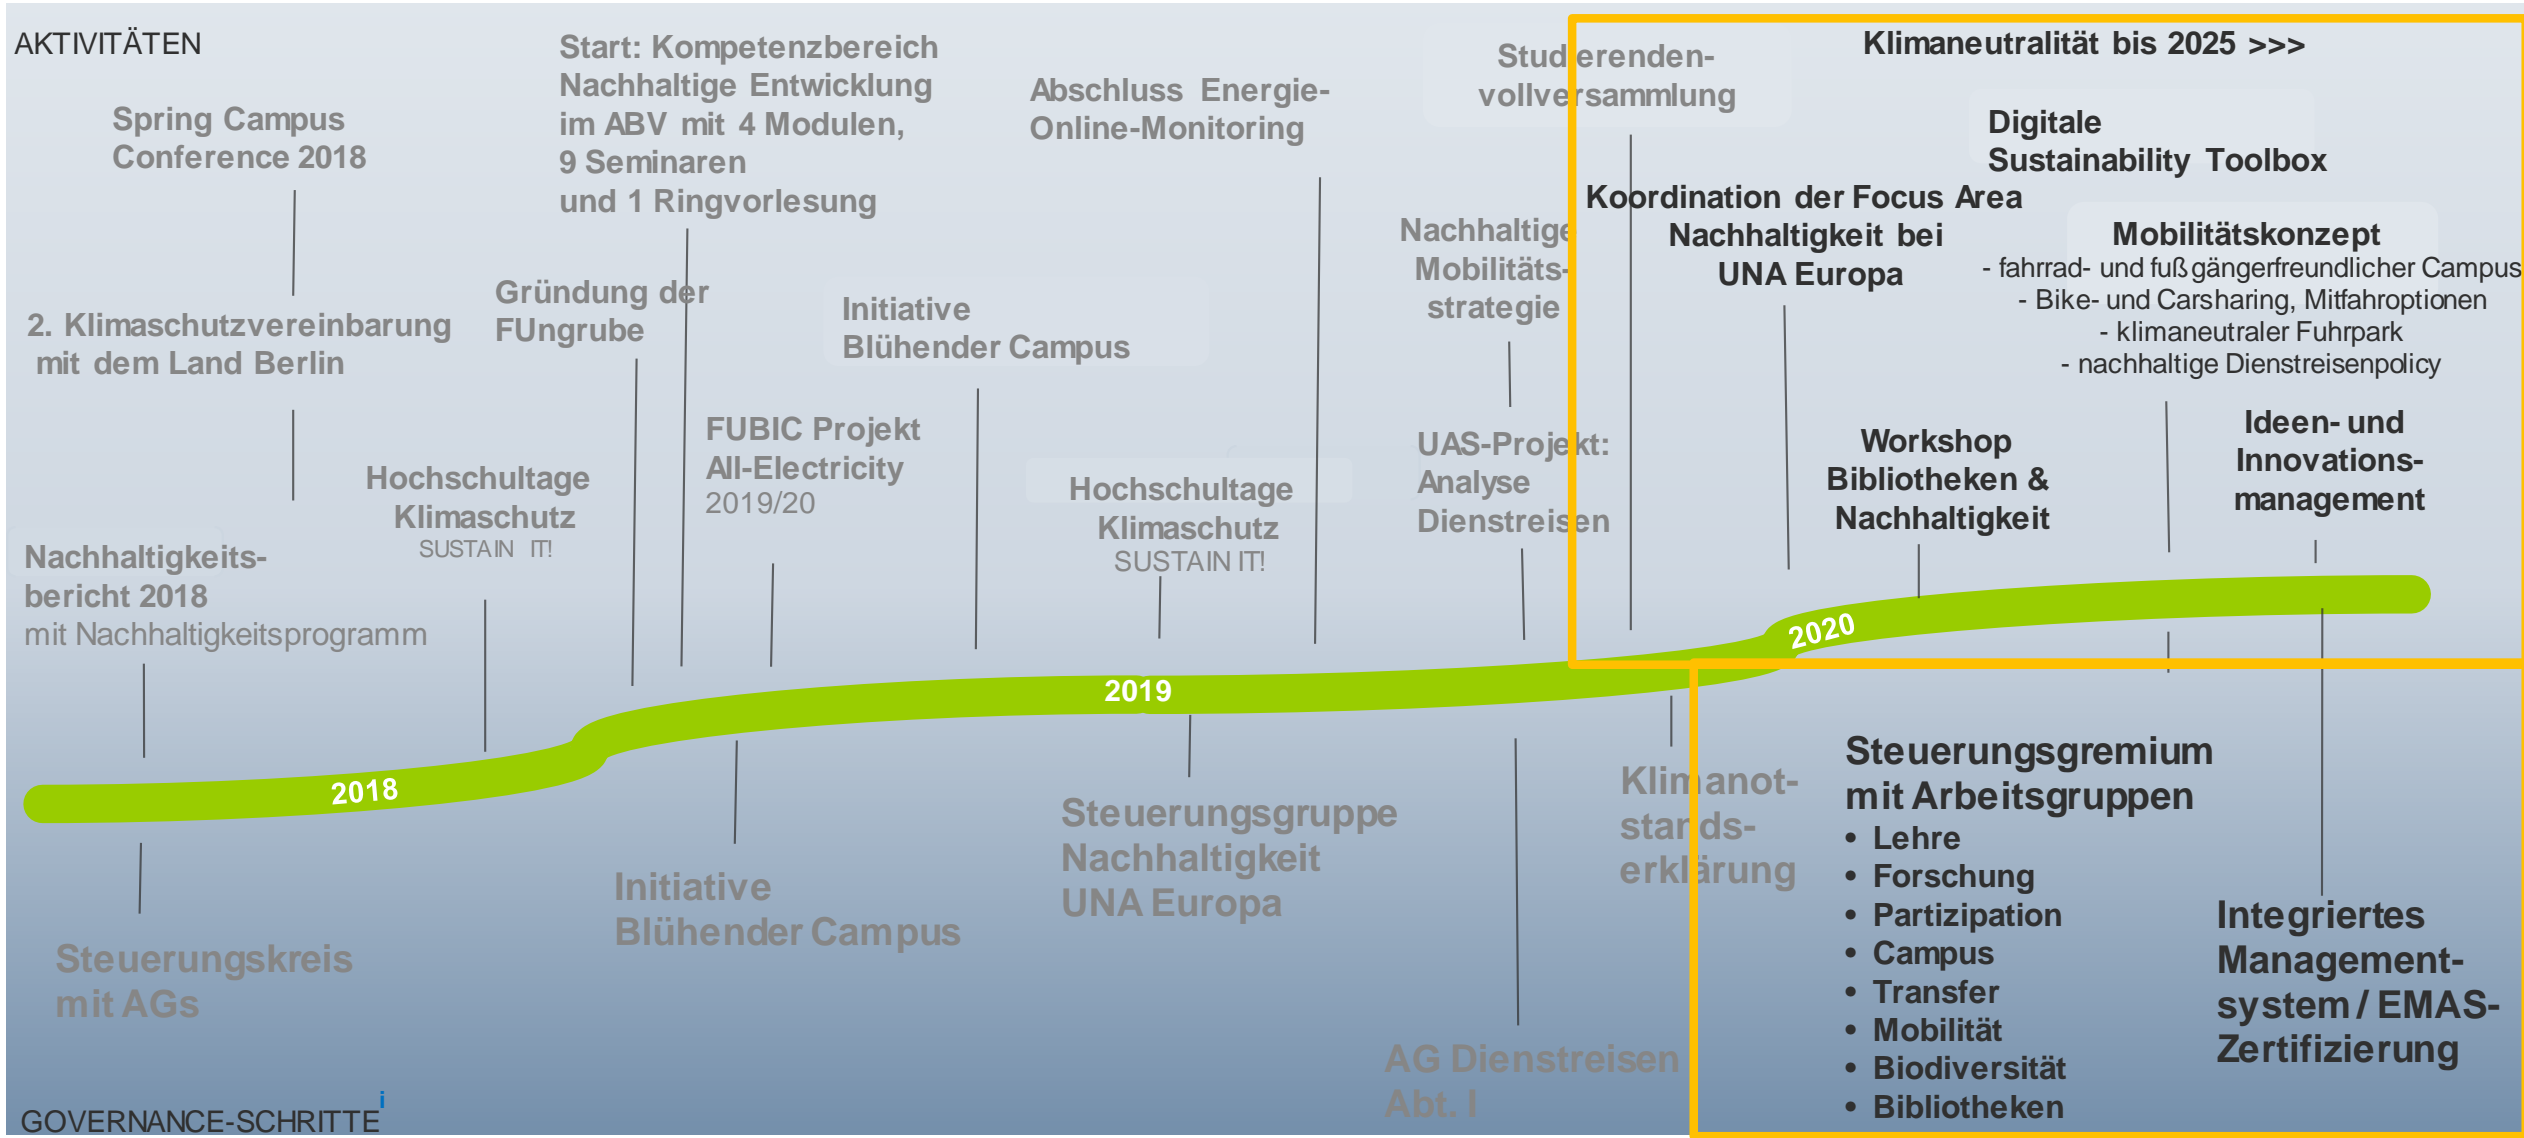 AKTIVITÄTEN
Spring Campus
Conference 2018
2. Klimaschutzvereinbarung
mit dem Land Berlin
Nachhaltigkeits-
bericht 2018
mit Nachhaltigkeitsprogramm
Hochschultage
Klimaschutz
SUSTAIN IT!
Start: Kompetenzbereich
Nachhaltige Entwicklung
im ABV mit 4 Modulen,
9 Seminaren
und 1 Ringvorlesung
Gründung der
FUngrube
FUBIC Projekt
All-Electricity
2019/20
Initiative
Blühender Campus
Abschluss Energie-
Online-Monitoring
Hochschultage
Klimaschutz
SUSTAIN IT!
Nachhaltige
Mobilitäts-
strategie
UAS-Projekt:
Analyse
Dienstreisen
Studierenden-
vollversammlung
Klimaneutralität bis 2025 >>>
Koordination der Focus Area
Nachhaltigkeit bei
UNA Europa
Digitale
Sustainability Toolbox
Mobilitätskonzept
- fahrrad- und fußgängerfreundlicher Campus
- Bike- und Carsharing, Mitfahroptionen
- klimaneutraler Fuhrpark
- nachhaltige Dienstreisenpolicy
Workshop
Bibliotheken &
Nachhaltigkeit
Ideen- und
Innovations-
management
2018
2019
2020
Steuerungskreis
mit AGs
Initiative
Blühender Campus
Steuerungsgruppe
Nachhaltigkeit
UNA Europa
AG Dienstreisen
Abt. I
Klimanot-
stands-
erklärung
Steuerungsgremium
mit Arbeitsgruppen
• Lehre
• Forschung
• Partizipation
• Campus
• Transfer
• Mobilität
• Biodiversität
• Bibliotheken
Integriertes
Management-
system / EMAS-
Zertifizierung
GOVERNANCE-SCHRITTE i